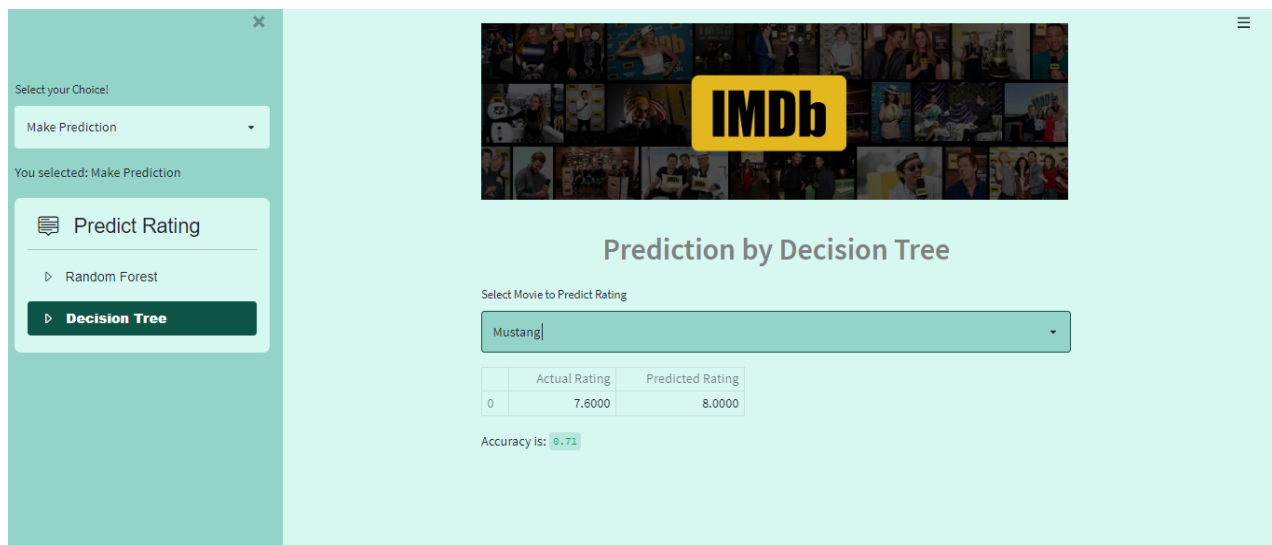 ×
Select your Choice!
Make Prediction
You selected: Make Prediction
Predict Rating
Random Forest
Decision Tree
IMDb
Prediction by Decision Tree
Select Movie to Predict Rating
Mustang
Actual Rating Predicted Rating
0 7.6000 8.0000
Accuracy is: 0.71